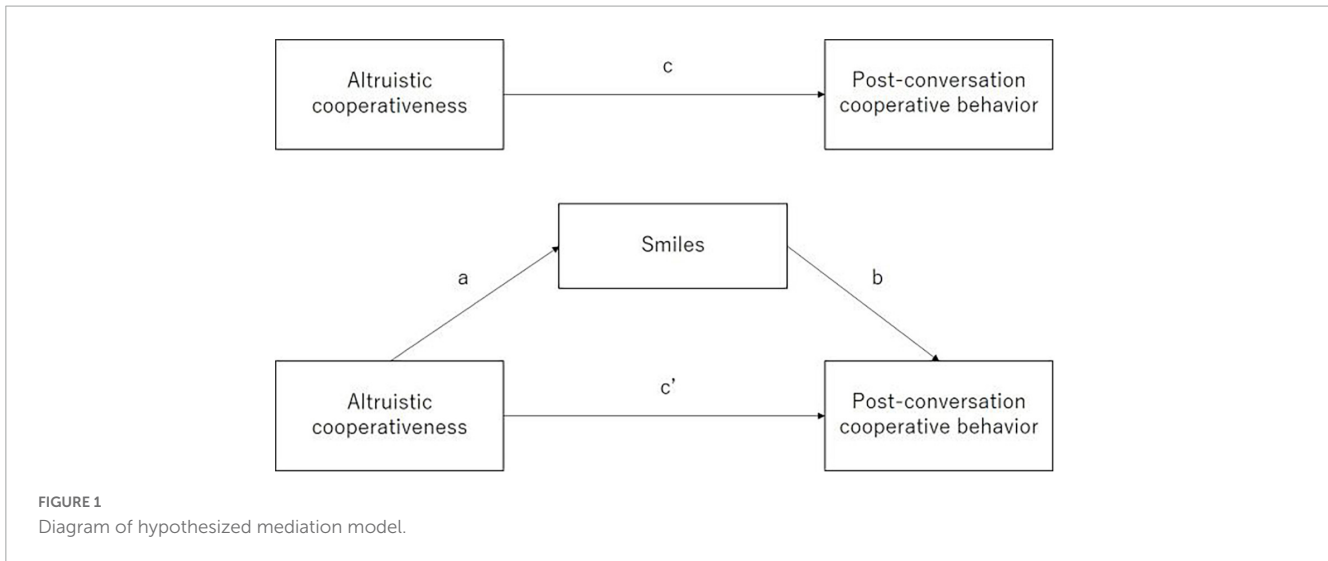 c
Altruistic
cooperativeness
Post-conversation
cooperative behavior
Smiles
a
b
Altruistic
cooperativeness
c'
Post-conversation
cooperative behavior
FIGURE 1
Diagram of hypothesized mediation model.